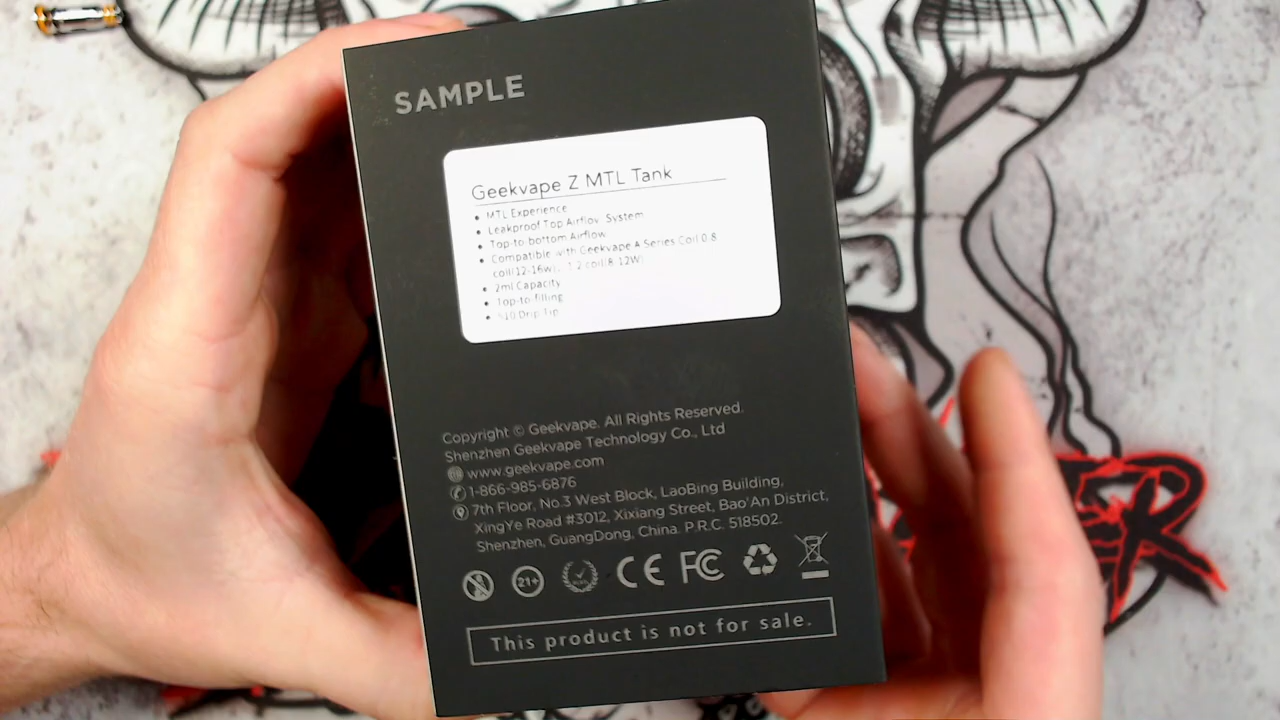 SAMPLE
Geekvape Z MTL Tank
• MTL Experience
• Leakproof Top Airflow System
• Top-to-bottom Airflow
• Compatible with Geekvape A Series Coil 0.8
coil(12-16w), 1.2 coil(8-12W)
• 2ml Capacity
• Top-to filling
• 510 Drip Tip
Copyright © Geekvape. All Rights Reserved.
Shenzhen Geekvape Technology Co., Ltd
www.geekvape.com
1-866-985-6876
7th Floor, No.3 West Block, LaoBing Building,
XingYe Road #3012, Xixiang Street, Bao'An District,
Shenzhen, GuangDong, China. P.R.C. 518502.
21+ CE FC
This product is not for sale.